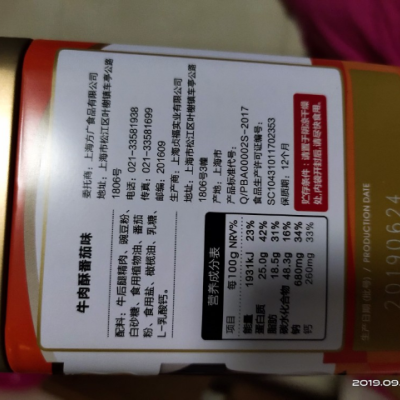 牛肉酥番茄味
配料：牛后腿精肉、豌豆粉、
白砂糖、食用植物油、番茄
粉、食用盐、橄榄油、乳糖、
L-乳酸钙。
委托商：上海方广食品有限公司
地址：上海市松江区叶榭镇车亭公路
1806号
电话：021-33581938
传真：021-33581699
邮编：201609
生产商：上海贞福实业有限公司
地址：上海市松江区叶榭镇车亭公路
1806号3幢
产地：上海市
产品标准代号：
Q/PBA00002S-2017
食品生产许可证编号：
SC10431011702353
保质期：12个月
贮存条件：请置于阴凉干燥
处，内装开封后，请尽快食用。
营养成分表
项目 每100g NRV%
能量 1931kJ 23%
蛋白质 25.0g 42%
脂肪 18.5g 31%
碳水化合物 48.3g 16%
钠 680mg 34%
钙 260mg 33%
生产日期（批号）/ PRODUCTION DATE
20190624
2019.09